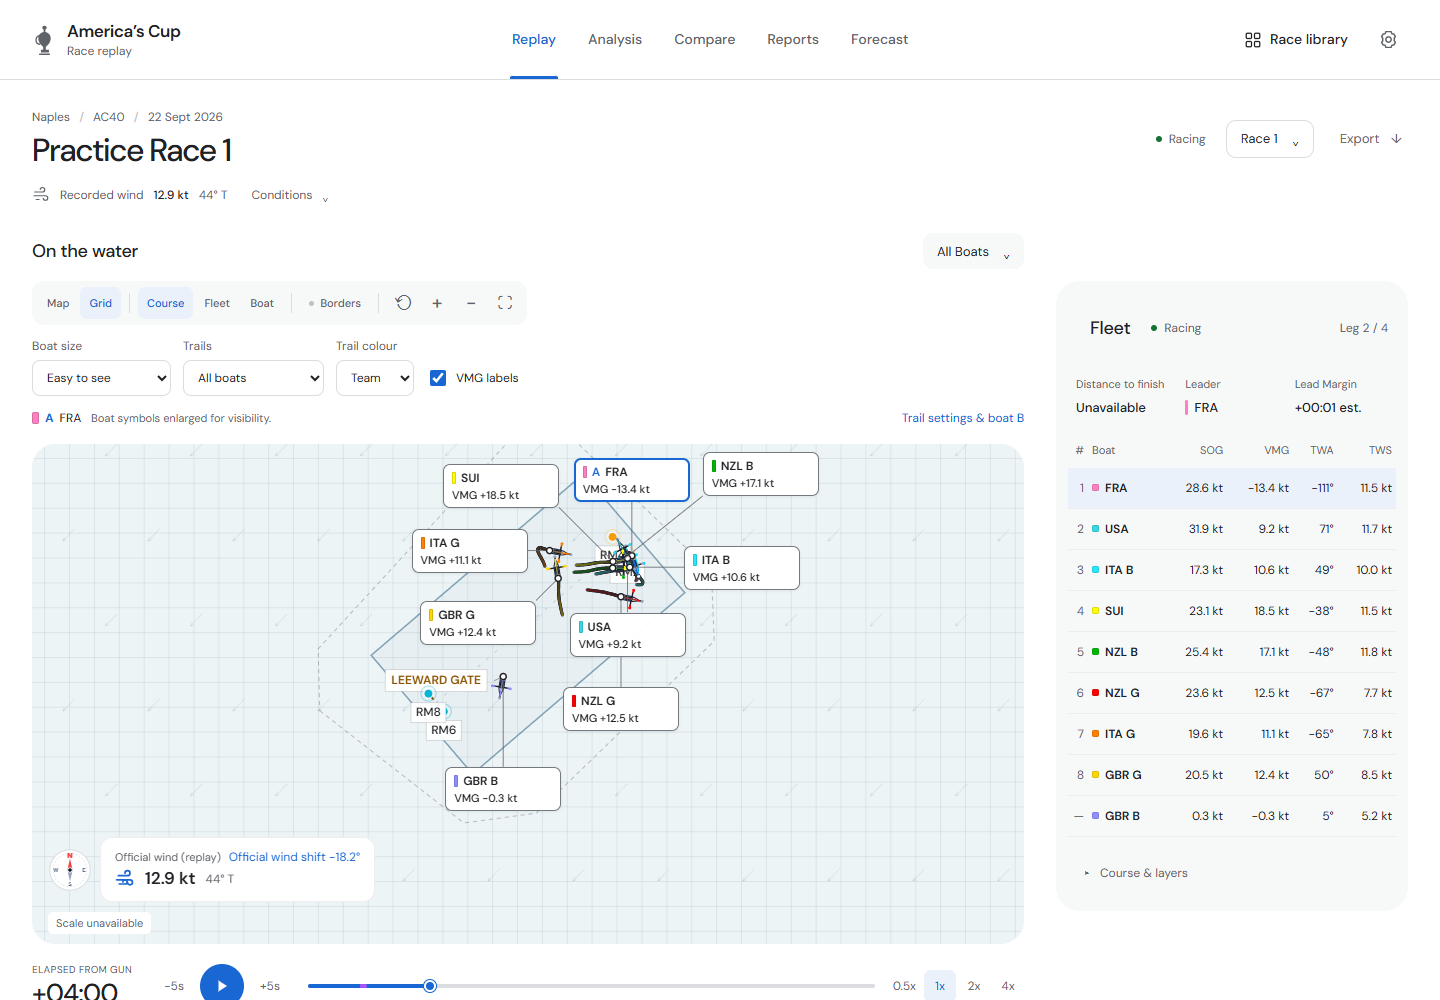 America's Cup
Race replay
Replay Analysis Compare Reports Forecast
Race library
Naples / AC40 / 22 Sept 2026
Practice Race 1
Racing Race 1 Export
Recorded wind 12.9 kt 44° T Conditions
On the water
All Boats
Map Grid Course Fleet Boat Borders + −
Boat size Trails Trail colour
Easy to see All boats Team VMG labels
A FRA Boat symbols enlarged for visibility.
Trail settings & boat B
SUI
VMG +18.5 kt
A FRA
VMG −13.4 kt
NZL B
VMG +17.1 kt
ITA G
VMG +11.1 kt
ITA B
VMG +10.6 kt
GBR G
VMG +12.4 kt
USA
VMG +9.2 kt
LEEWARD GATE
RM8
RM6
NZL G
VMG +12.5 kt
GBR B
VMG −0.3 kt
N
W E
S
Official wind (replay) Official wind shift −18.2°
12.9 kt 44° T
Scale unavailable
Fleet Racing Leg 2 / 4
Distance to finish Leader Lead Margin
Unavailable FRA +00:01 est.
# Boat SOG VMG TWA TWS
1 FRA 28.6 kt −13.4 kt −111° 11.5 kt
2 USA 31.9 kt 9.2 kt 71° 11.7 kt
3 ITA B 17.3 kt 10.6 kt 49° 10.0 kt
4 SUI 23.1 kt 18.5 kt −38° 11.5 kt
5 NZL B 25.4 kt 17.1 kt −48° 11.8 kt
6 NZL G 23.6 kt 12.5 kt −67° 7.7 kt
7 ITA G 19.6 kt 11.1 kt −65° 7.8 kt
8 GBR G 20.5 kt 12.4 kt 50° 8.5 kt
— GBR B 0.3 kt −0.3 kt 5° 5.2 kt
Course & layers
ELAPSED FROM GUN
+04:00
−5s +5s 0.5x 1x 2x 4x